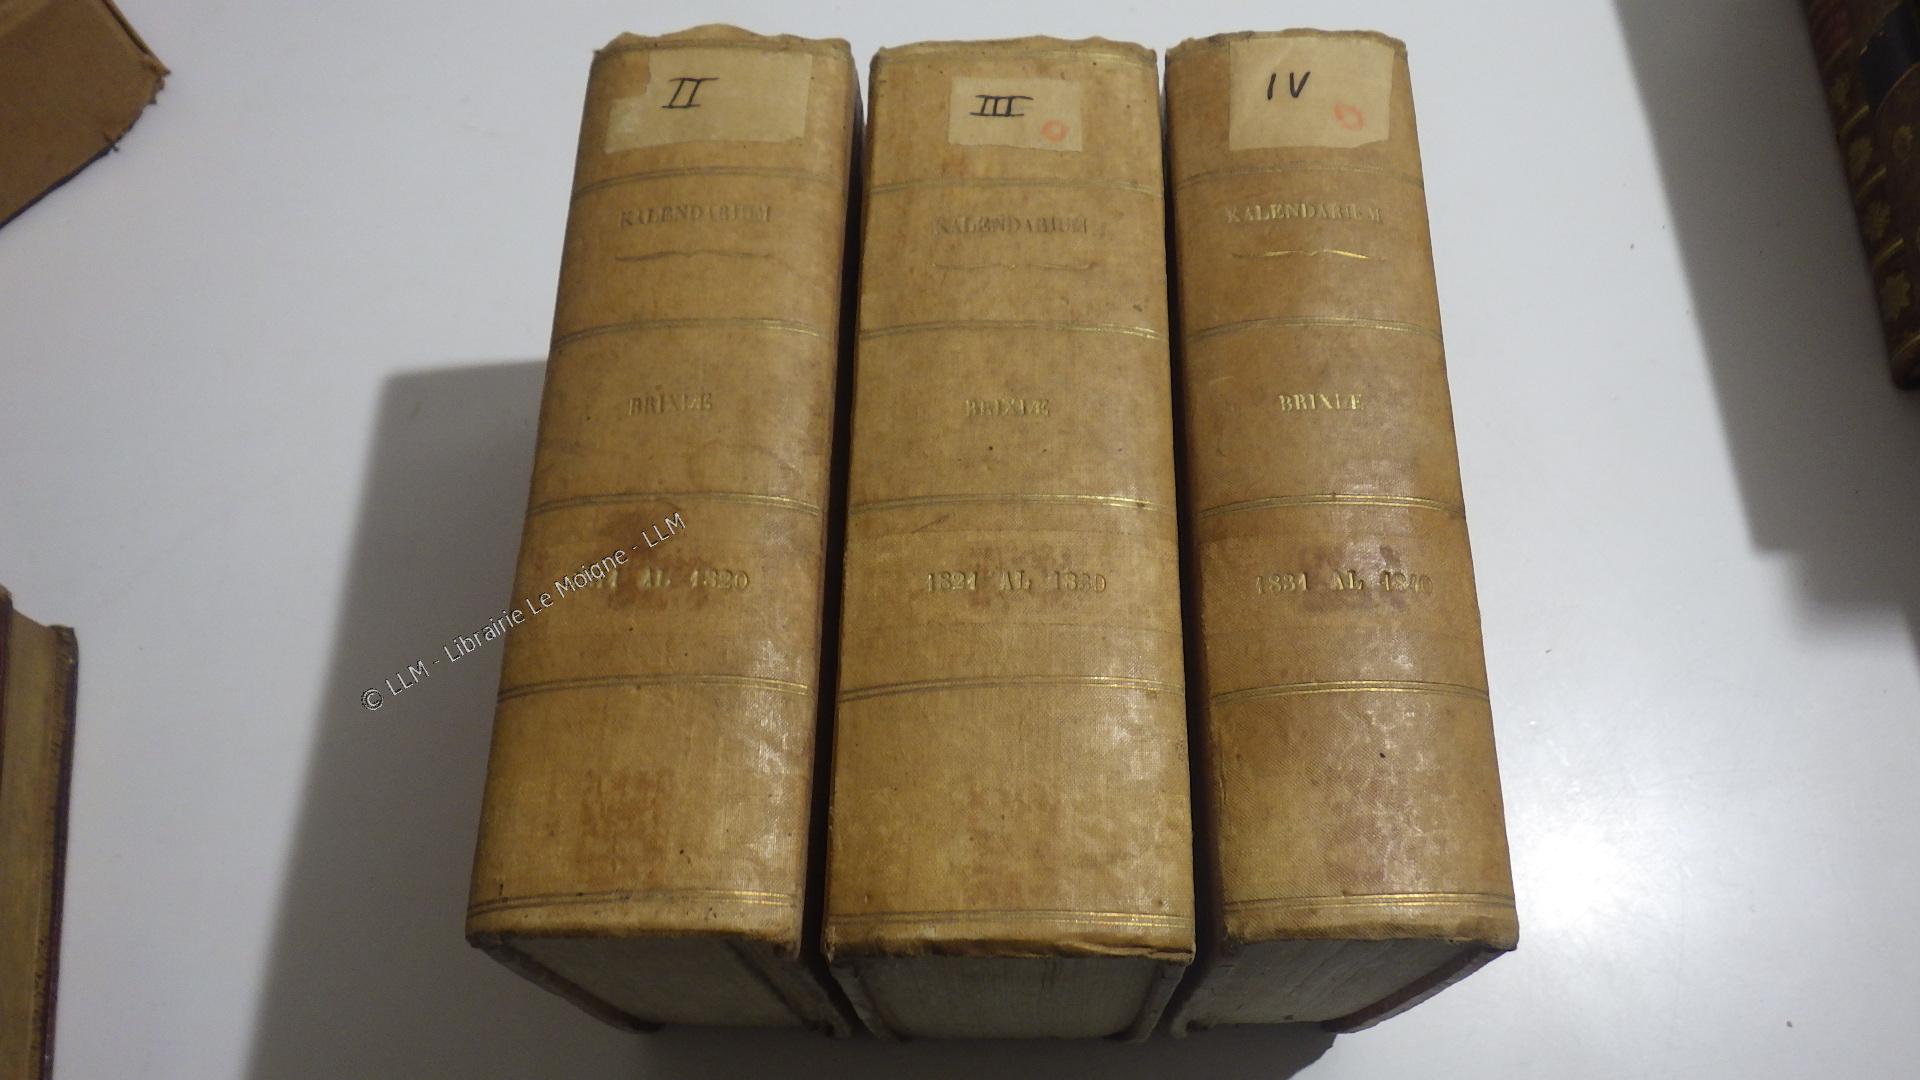 II
KALENDARIUM
BRIXIÆ
AL 1820
III
KALENDARIUM
BRIXIÆ
1821 AL 1830
IV
KALENDARIUM
BRIXIÆ
1831 AL 1840
© LLM - Librairie Le Moigne - LLM